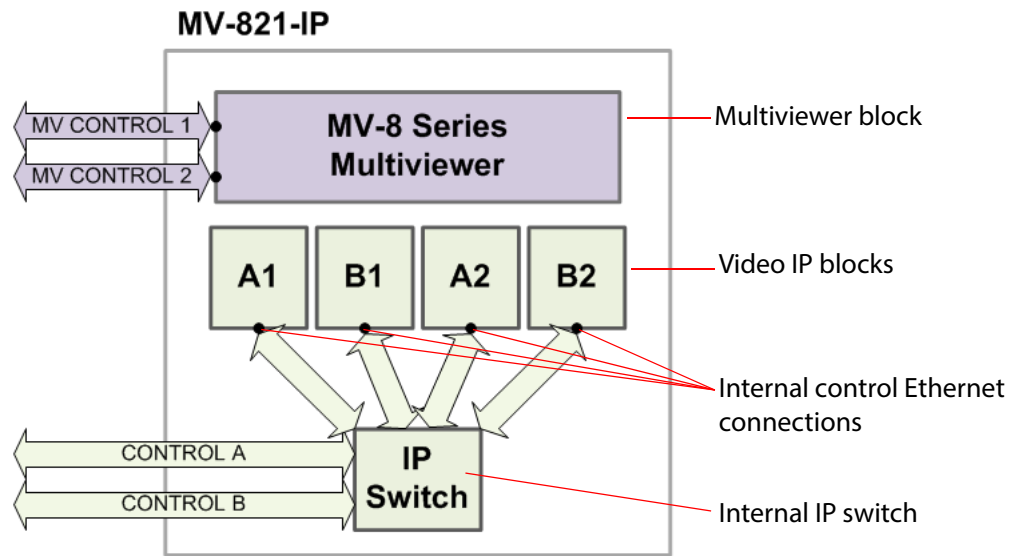 MV-821-IP
MV CONTROL 1
MV CONTROL 2
MV-8 Series
Multiviewer
Multiviewer block
A1
B1
A2
B2
Video IP blocks
Internal control Ethernet
connections
CONTROL A
CONTROL B
IP
Switch
Internal IP switch